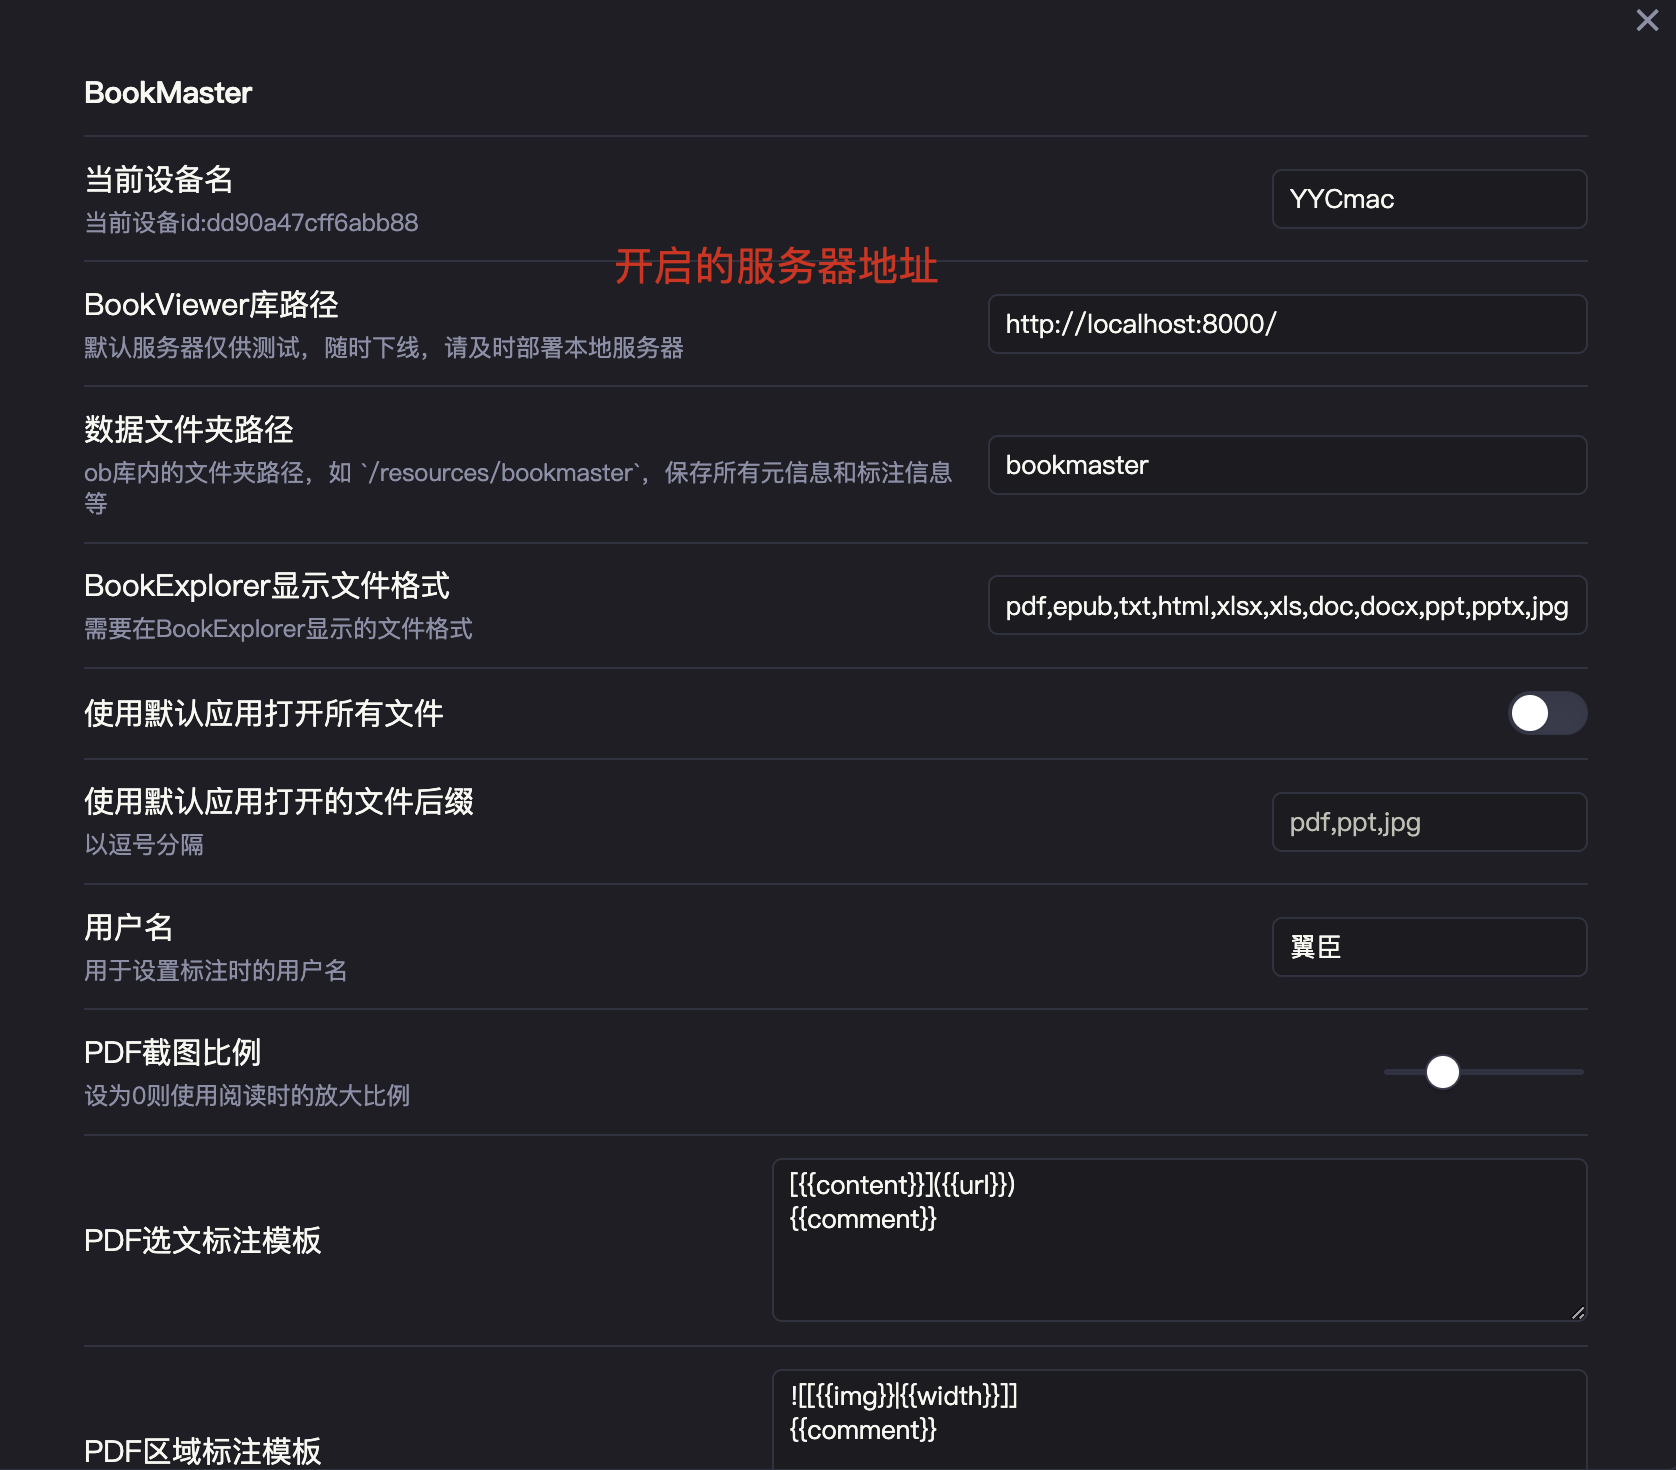 BookMaster
当前设备名
当前设备id:dd90a47cff6abb88
YYCmac
开启的服务器地址
BookViewer库路径
默认服务器仅供测试，随时下线，请及时部署本地服务器
http://localhost:8000/
数据文件夹路径
ob库内的文件夹路径，如 `/resources/bookmaster`，保存所有元信息和标注信息
等
bookmaster
BookExplorer显示文件格式
需要在BookExplorer显示的文件格式
pdf,epub,txt,html,xlsx,xls,doc,docx,ppt,pptx,jpg
使用默认应用打开所有文件
使用默认应用打开的文件后缀
以逗号分隔
pdf,ppt,jpg
用户名
用于设置标注时的用户名
翼臣
PDF截图比例
设为0则使用阅读时的放大比例
PDF选文标注模板
[{{content}}]({{url}})
{{comment}}
PDF区域标注模板
![[{{img}}|{{width}}]]
{{comment}}